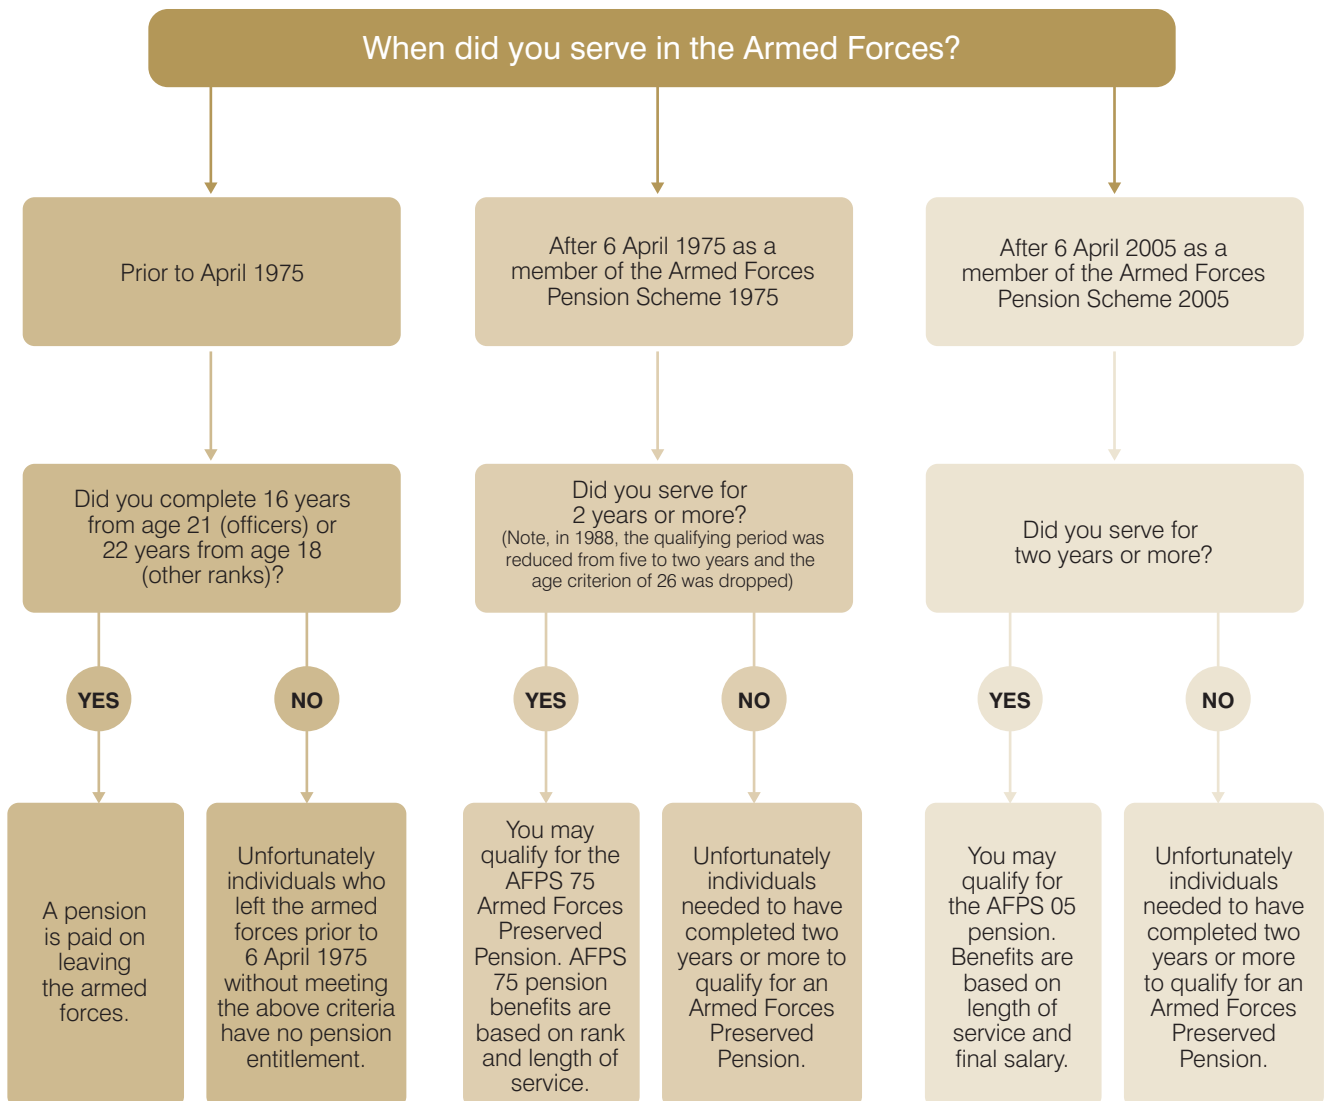 When did you serve in the Armed Forces?
Prior to April 1975
After 6 April 1975 as a
member of the Armed Forces
Pension Scheme 1975
After 6 April 2005 as a
member of the Armed Forces
Pension Scheme 2005
Did you complete 16 years
from age 21 (officers) or
22 years from age 18
(other ranks)?
Did you serve for
2 years or more?
(Note, in 1988, the qualifying period was
reduced from five to two years and the
age criterion of 26 was dropped)
Did you serve for
two years or more?
YES
NO
YES
NO
YES
NO
A pension
is paid on
leaving
the armed
forces.
Unfortunately
individuals who
left the armed
forces prior to
6 April 1975
without meeting
the above criteria
have no pension
entitlement.
You may
qualify for the
AFPS 75
Armed Forces
Preserved
Pension. AFPS
75 pension
benefits are
based on rank
and length of
service.
Unfortunately
individuals
needed to have
completed two
years or more to
qualify for an
Armed Forces
Preserved
Pension.
You may
qualify for
the AFPS 05
pension.
Benefits are
based on
length of
service and
final salary.
Unfortunately
individuals
needed to have
completed two
years or more
to qualify for an
Armed Forces
Preserved
Pension.